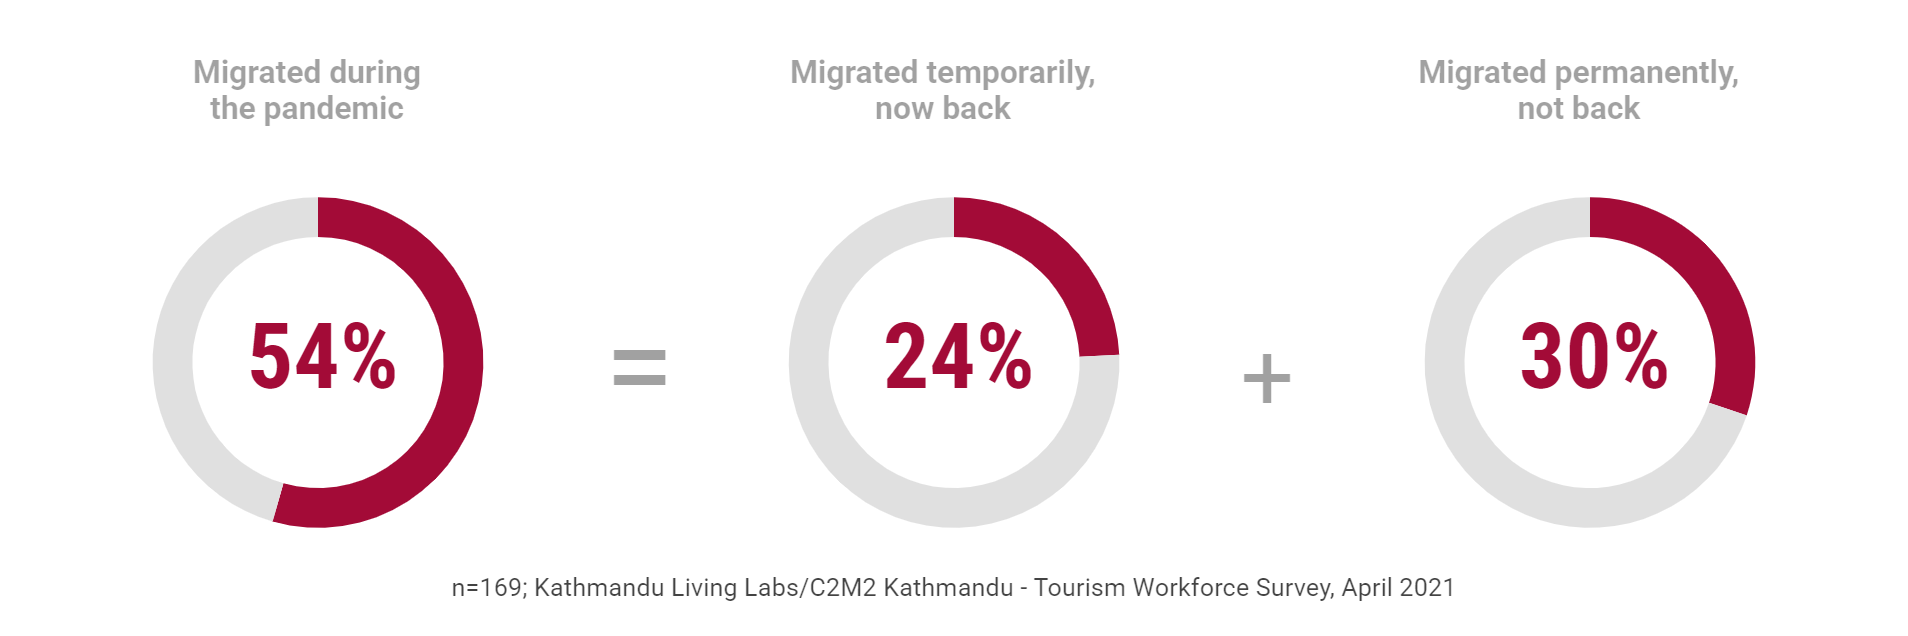 Migrated during
the pandemic
54%
=
Migrated temporarily,
now back
24%
+
Migrated permanently,
not back
30%
n=169; Kathmandu Living Labs/C2M2 Kathmandu - Tourism Workforce Survey, April 2021